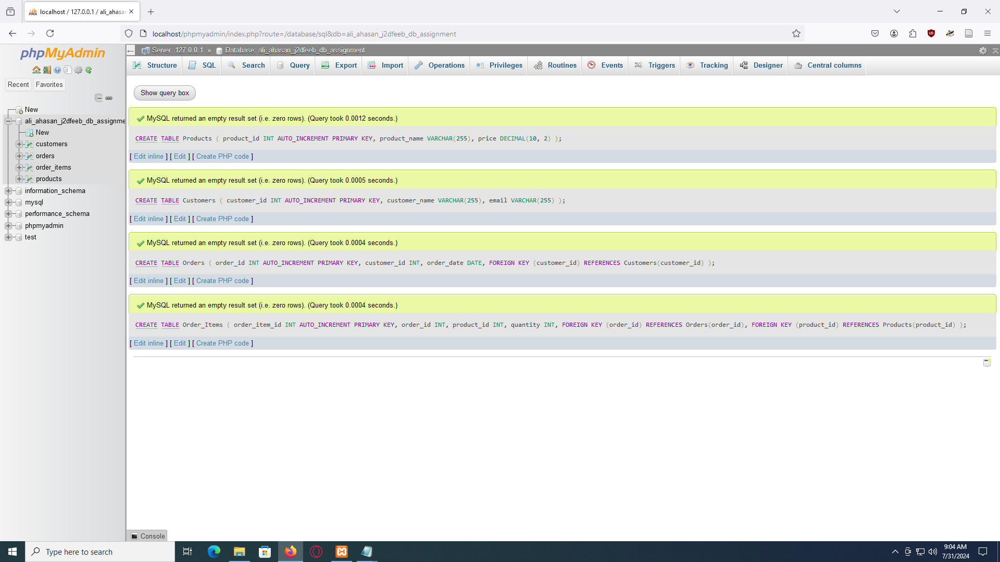 localhost / 127.0.0.1 / ali_ahasan
localhost/phpmyadmin/index.php?route=/database/sql&db=ali_ahasan_j2dfeeb_db_assignment
phpMyAdmin
Recent Favorites
New
ali_ahasan_j2dfeeb_db_assignme
New
customers
orders
order_items
products
information_schema
mysql
performance_schema
phpmyadmin
test
Server: 127.0.0.1 » Database: ali_ahasan_j2dfeeb_db_assignment
Structure SQL Search Query Export Import Operations Privileges Routines Events Triggers Tracking Designer Central columns
Show query box
MySQL returned an empty result set (i.e. zero rows). (Query took 0.0012 seconds.)
CREATE TABLE Products ( product_id INT AUTO_INCREMENT PRIMARY KEY, product_name VARCHAR(255), price DECIMAL(10, 2) );
[ Edit inline ] [ Edit ] [ Create PHP code ]
MySQL returned an empty result set (i.e. zero rows). (Query took 0.0005 seconds.)
CREATE TABLE Customers ( customer_id INT AUTO_INCREMENT PRIMARY KEY, customer_name VARCHAR(255), email VARCHAR(255) );
[ Edit inline ] [ Edit ] [ Create PHP code ]
MySQL returned an empty result set (i.e. zero rows). (Query took 0.0004 seconds.)
CREATE TABLE Orders ( order_id INT AUTO_INCREMENT PRIMARY KEY, customer_id INT, order_date DATE, FOREIGN KEY (customer_id) REFERENCES Customers(customer_id) );
[ Edit inline ] [ Edit ] [ Create PHP code ]
MySQL returned an empty result set (i.e. zero rows). (Query took 0.0004 seconds.)
CREATE TABLE Order_Items ( order_item_id INT AUTO_INCREMENT PRIMARY KEY, order_id INT, product_id INT, quantity INT, FOREIGN KEY (order_id) REFERENCES Orders(order_id), FOREIGN KEY (product_id) REFERENCES Products(product_id) );
[ Edit inline ] [ Edit ] [ Create PHP code ]
Console
Type here to search
9:04 AM
7/31/2024